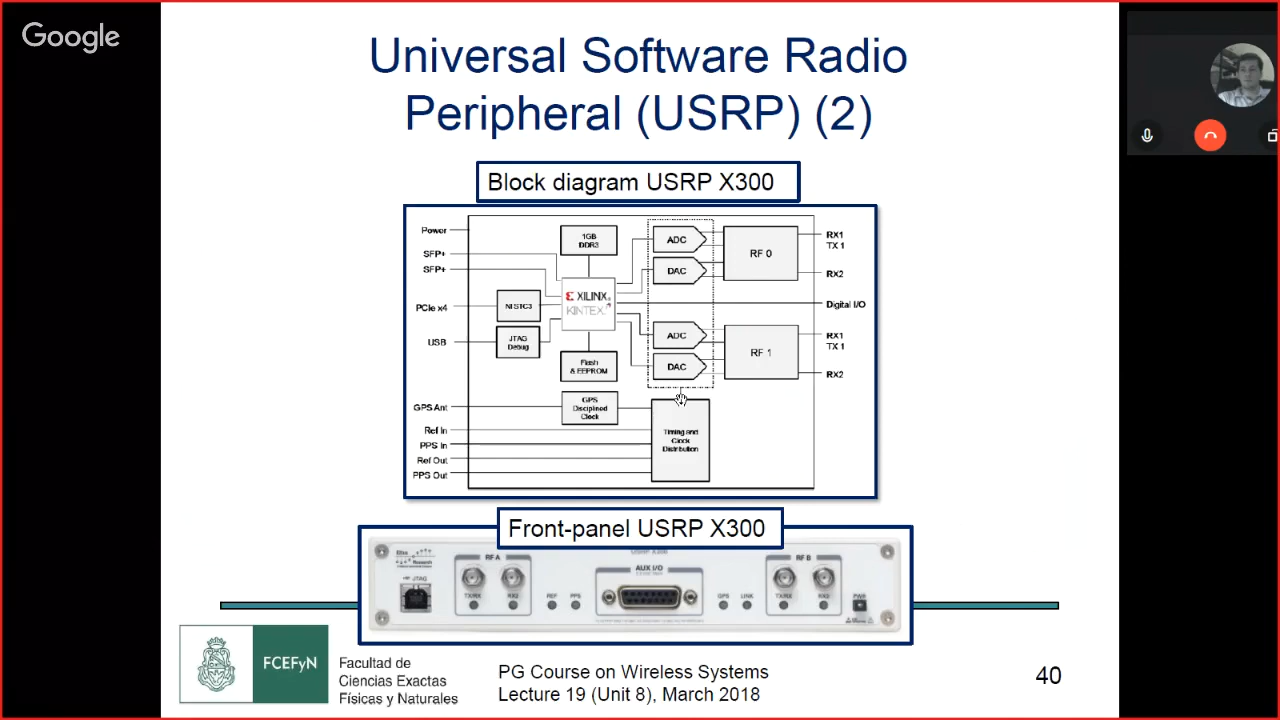 Google
Universal Software Radio
Peripheral (USRP) (2)
Block diagram USRP X300
Power
SFP+
SFP+
PCIe x4
USB
GPS Ant
Ref In
PPS In
Ref Out
PPS Out
1GB
DDR3
XILINX
KINTEX
NI STC3
JTAG
Debug
Flash
& EEPROM
GPS
Disciplined
Clock
Timing and
Clock
Distribution
ADC
DAC
RF 0
ADC
DAC
RF 1
RX1
TX 1
RX2
Digital I/O
RX1
TX 1
RX2
Front-panel USRP X300
USRP X300
Ettus
Research
JTAG
RF A
TX/RX
RX2
REF
PPS
AUX I/O
GPS
LINK
RF B
TX/RX
RX2
PWR
FCEFyN
Facultad de
Ciencias Exactas
Físicas y Naturales
PG Course on Wireless Systems
Lecture 19 (Unit 8), March 2018
40